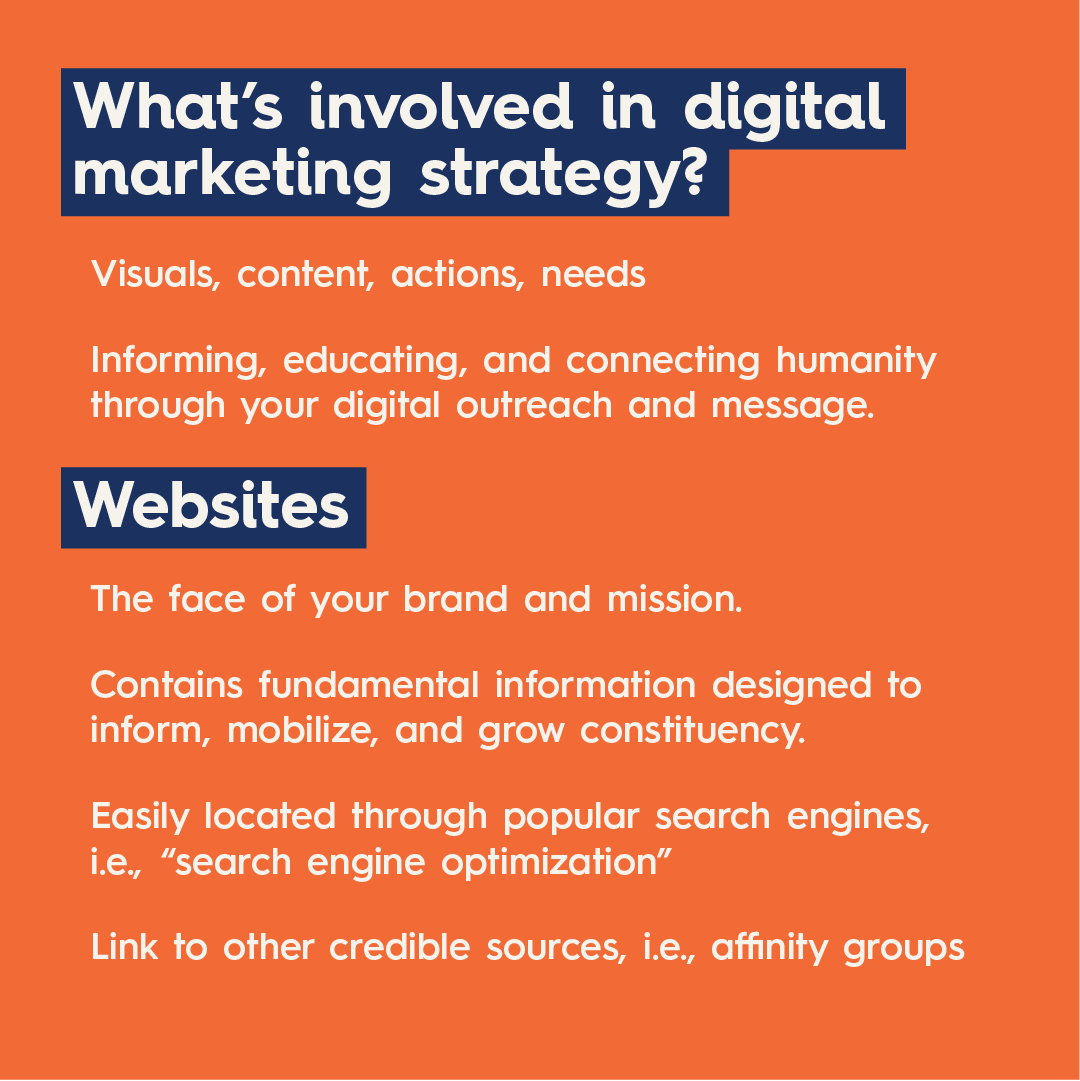 What's involved in digital
marketing strategy?
Visuals, content, actions, needs
Informing, educating, and connecting humanity
through your digital outreach and message.
Websites
The face of your brand and mission.
Contains fundamental information designed to
inform, mobilize, and grow constituency.
Easily located through popular search engines,
i.e., “search engine optimization”
Link to other credible sources, i.e., affinity groups